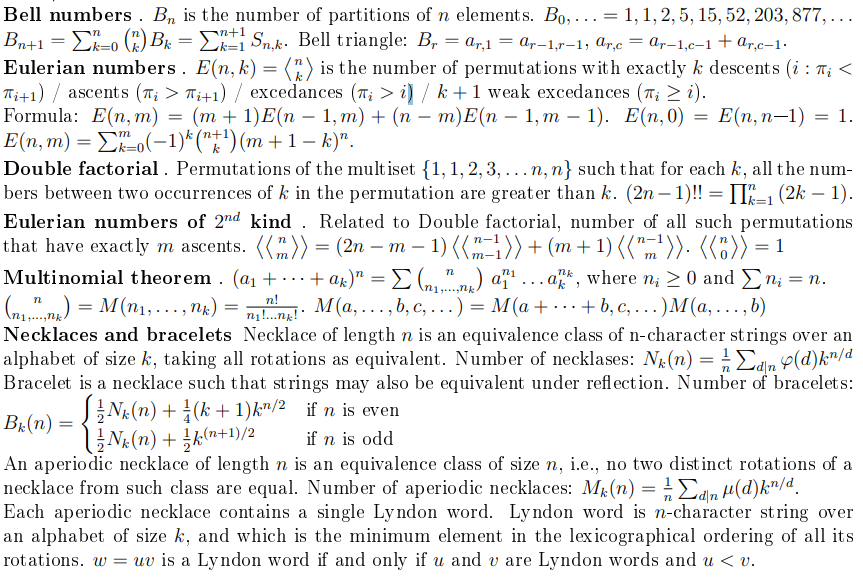 Bell numbers . $B_n$ is the number of partitions of $n$ elements. $B_0, \ldots = 1, 1, 2, 5, 15, 52, 203, 877, \ldots$
$B_{n+1} = \sum_{k=0}^{n} \binom{n}{k} B_k = \sum_{k=1}^{n+1} S_{n,k}$. Bell triangle: $B_r = a_{r,1} = a_{r-1,r-1}$, $a_{r,c} = a_{r-1,c-1} + a_{r,c-1}$.
Eulerian numbers . $E(n, k) = \left\langle {n \atop k} \right\rangle$ is the number of permutations with exactly $k$ descents ($i : \pi_i <$
$\pi_{i+1}$) / ascents ($\pi_i > \pi_{i+1}$) / excedances ($\pi_i > i$) / $k + 1$ weak excedances ($\pi_i \geq i$).
Formula: $E(n, m) = (m + 1)E(n - 1, m) + (n - m)E(n - 1, m - 1)$. $E(n, 0) = E(n, n{-}1) = 1$.
$E(n, m) = \sum_{k=0}^{m} (-1)^k \binom{n+1}{k} (m + 1 - k)^n$.
Double factorial . Permutations of the multiset $\{1, 1, 2, 3, \ldots n, n\}$ such that for each $k$, all the num-
bers between two occurrences of $k$ in the permutation are greater than $k$. $(2n-1)!! = \prod_{k=1}^{n} (2k - 1)$.
Eulerian numbers of $2^{nd}$ kind . Related to Double factorial, number of all such permutations
that have exactly $m$ ascents. $\left\langle\left\langle {n \atop m} \right\rangle\right\rangle = (2n - m - 1) \left\langle\left\langle {n-1 \atop m-1} \right\rangle\right\rangle + (m + 1) \left\langle\left\langle {n-1 \atop m} \right\rangle\right\rangle$. $\left\langle\left\langle {n \atop 0} \right\rangle\right\rangle = 1$
Multinomial theorem . $(a_1 + \cdots + a_k)^n = \sum \binom{n}{n_1,\ldots,n_k} a_1^{n_1} \ldots a_k^{n_k}$, where $n_i \geq 0$ and $\sum n_i = n$.
$\binom{n}{n_1,\ldots,n_k} = M(n_1, \ldots, n_k) = \frac{n!}{n_1! \ldots n_k!}$. $M(a, \ldots, b, c, \ldots) = M(a + \cdots + b, c, \ldots)M(a, \ldots, b)$
Necklaces and bracelets Necklace of length $n$ is an equivalence class of n-character strings over an
alphabet of size $k$, taking all rotations as equivalent. Number of necklases: $N_k(n) = \frac{1}{n} \sum_{d|n} \varphi(d) k^{n/d}$
Bracelet is a necklace such that strings may also be equivalent under reflection. Number of bracelets:
$B_k(n) = \begin{cases} \frac{1}{2} N_k(n) + \frac{1}{4}(k + 1)k^{n/2} & \text{if } n \text{ is even} \\ \frac{1}{2} N_k(n) + \frac{1}{2} k^{(n+1)/2} & \text{if } n \text{ is odd} \end{cases}$
An aperiodic necklace of length $n$ is an equivalence class of size $n$, i.e., no two distinct rotations of a
necklace from such class are equal. Number of aperiodic necklaces: $M_k(n) = \frac{1}{n} \sum_{d|n} \mu(d) k^{n/d}$.
Each aperiodic necklace contains a single Lyndon word. Lyndon word is $n$-character string over
an alphabet of size $k$, and which is the minimum element in the lexicographical ordering of all its
rotations. $w = uv$ is a Lyndon word if and only if $u$ and $v$ are Lyndon words and $u < v$.